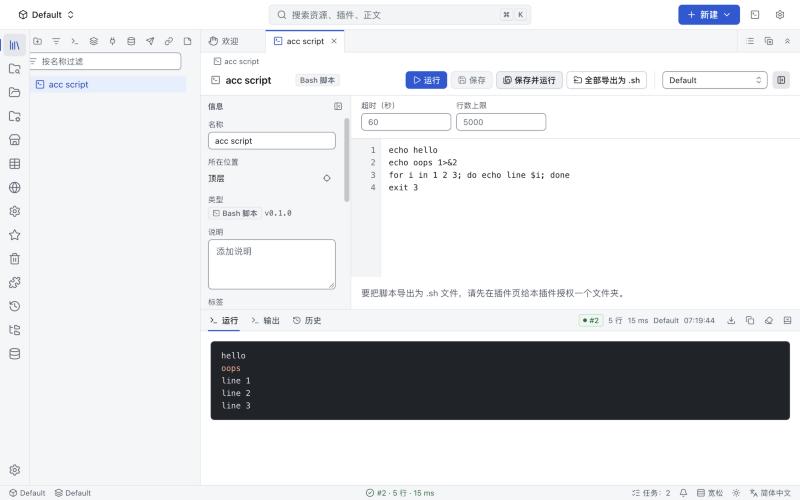 Default
搜索资源、插件、正文
⌘ K
新建
按名称过滤
acc script
欢迎
acc script
acc script
acc script
Bash 脚本
运行
保存
保存并运行
全部导出为 .sh
Default
信息
名称
acc script
所在位置
顶层
类型
Bash 脚本 v0.1.0
说明
添加说明
标签
超时（秒）
行数上限
60
5000
1 echo hello
2 echo oops 1>&2
3 for i in 1 2 3; do echo line $i; done
4 exit 3
要把脚本导出为 .sh 文件，请先在插件页给本插件授权一个文件夹。
运行
输出
历史
#2 5 行 15 ms Default 07:19:44
hello
oops
line 1
line 2
line 3
Default
Default
#2 · 5 行 · 15 ms
任务：2
宽松
简体中文